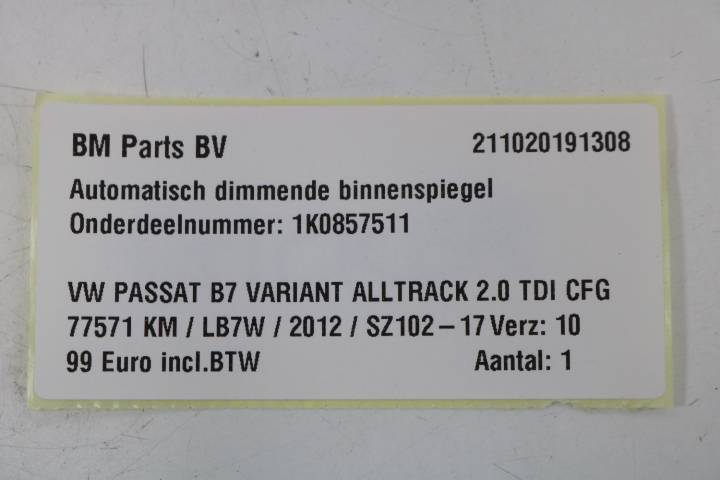 BM Parts BV 211020191308
Automatisch dimmende binnenspiegel
Onderdeelnummer: 1K0857511
VW PASSAT B7 VARIANT ALLTRACK 2.0 TDI CFG
77571 KM / LB7W / 2012 / SZ102-17 Verz: 10
99 Euro incl.BTW Aantal: 1